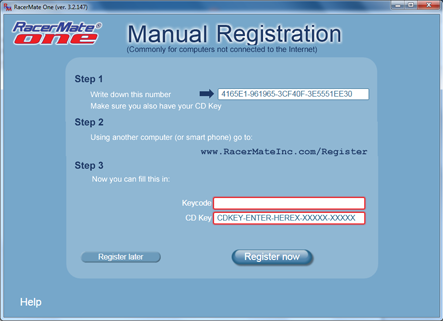 RacerMate One (ver. 3.2.147)
RacerMate®
one
Manual Registration
(Commonly for computers not connected to the Internet)
Step 1
Write down this number
4165E1-961965-3CF40F-3E5551EE30
Make sure you also have your CD Key
Step 2
Using another computer (or smart phone) go to:
www.RacerMateInc.com/Register
Step 3
Now you can fill this in:
Keycode
CD Key CDKEY-ENTER-HEREX-XXXXX-XXXXX
Register later
Register now
Help